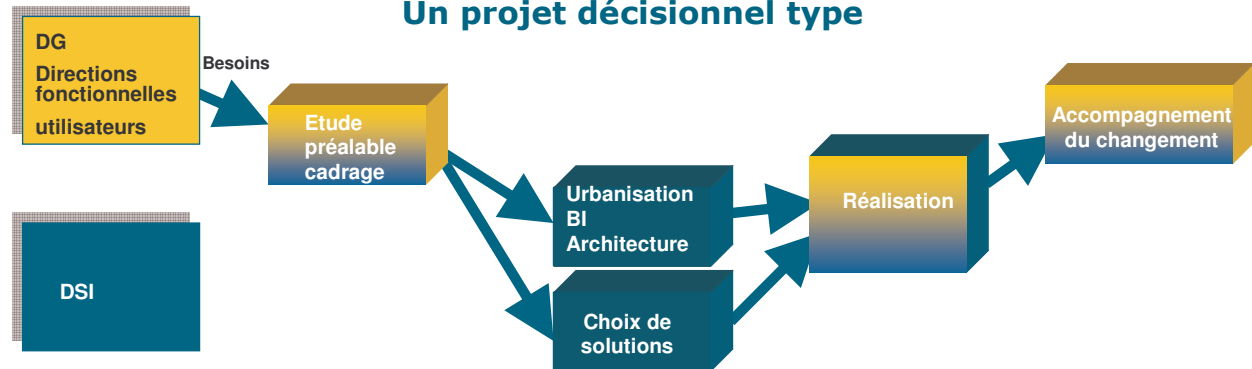 Un projet décisionnel type
DG
Directions
fonctionnelles
utilisateurs
Besoins
Etude
préalable
cadrage
Urbanisation
BI
Architecture
Choix de
solutions
Réalisation
Accompagnement
du changement
DSI